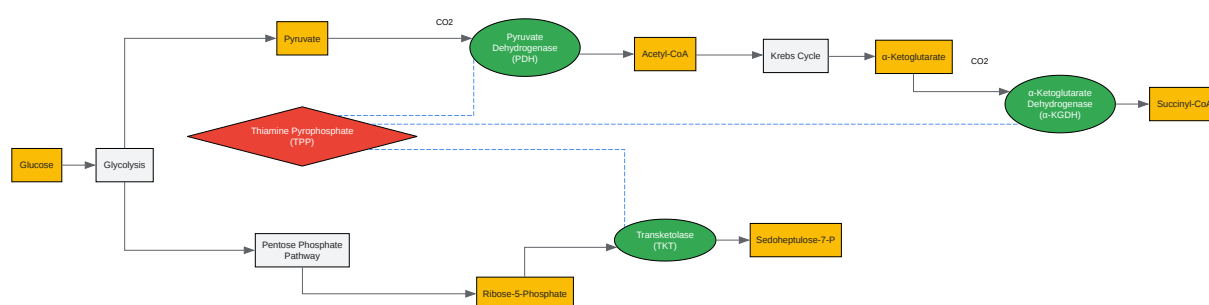 CO2
Pyruvate
Pyruvate
Dehydrogenase
(PDH)
Acetyl-CoA
Krebs Cycle
α-Ketoglutarate
CO2
α-Ketoglutarate
Dehydrogenase
(α-KGDH)
Succinyl-CoA
Thiamine Pyrophosphate
(TPP)
Glucose
Glycolysis
Transketolase
(TKT)
Sedoheptulose-7-P
Pentose Phosphate
Pathway
Ribose-5-Phosphate